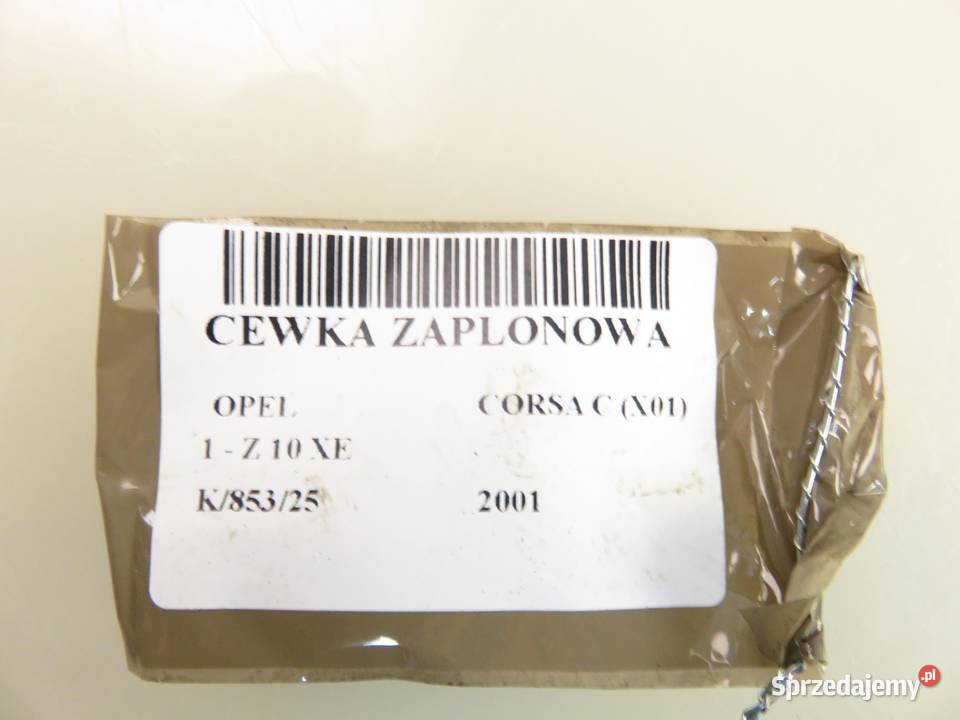 CEWKA ZAPLONOWA
OPEL CORSA C (X01)
1 - Z 10 XE
K/853/25 2001
Sprzedajemy.pl